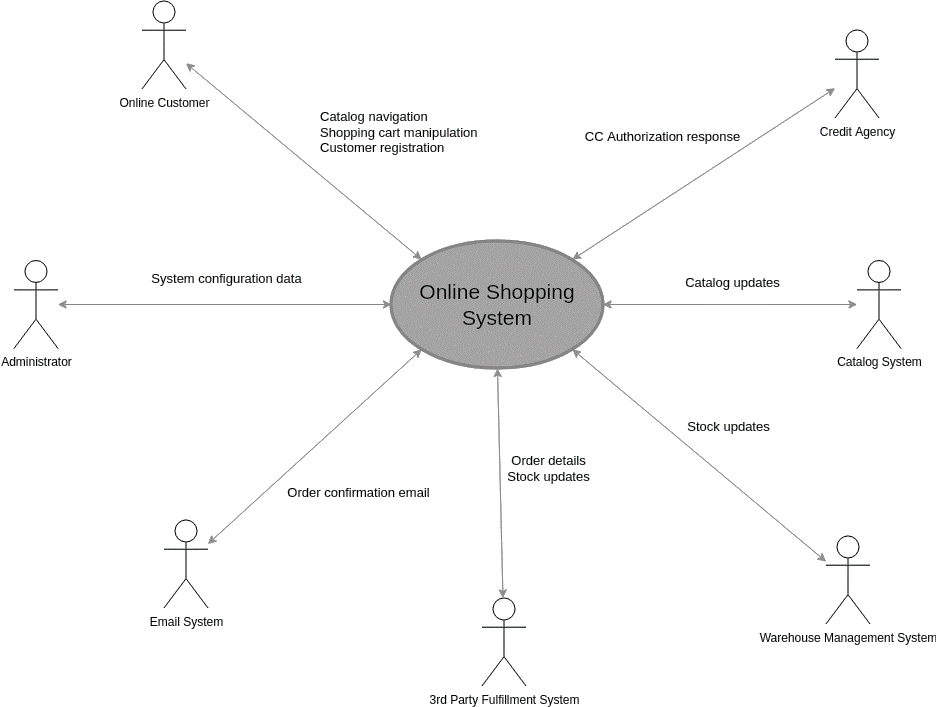 Online Customer
Catalog navigation
Shopping cart manipulation
Customer registration
CC Authorization response
Credit Agency
System configuration data
Administrator
Online Shopping
System
Catalog updates
Catalog System
Stock updates
Order details
Stock updates
Order confirmation email
Email System
3rd Party Fulfillment System
Warehouse Management System